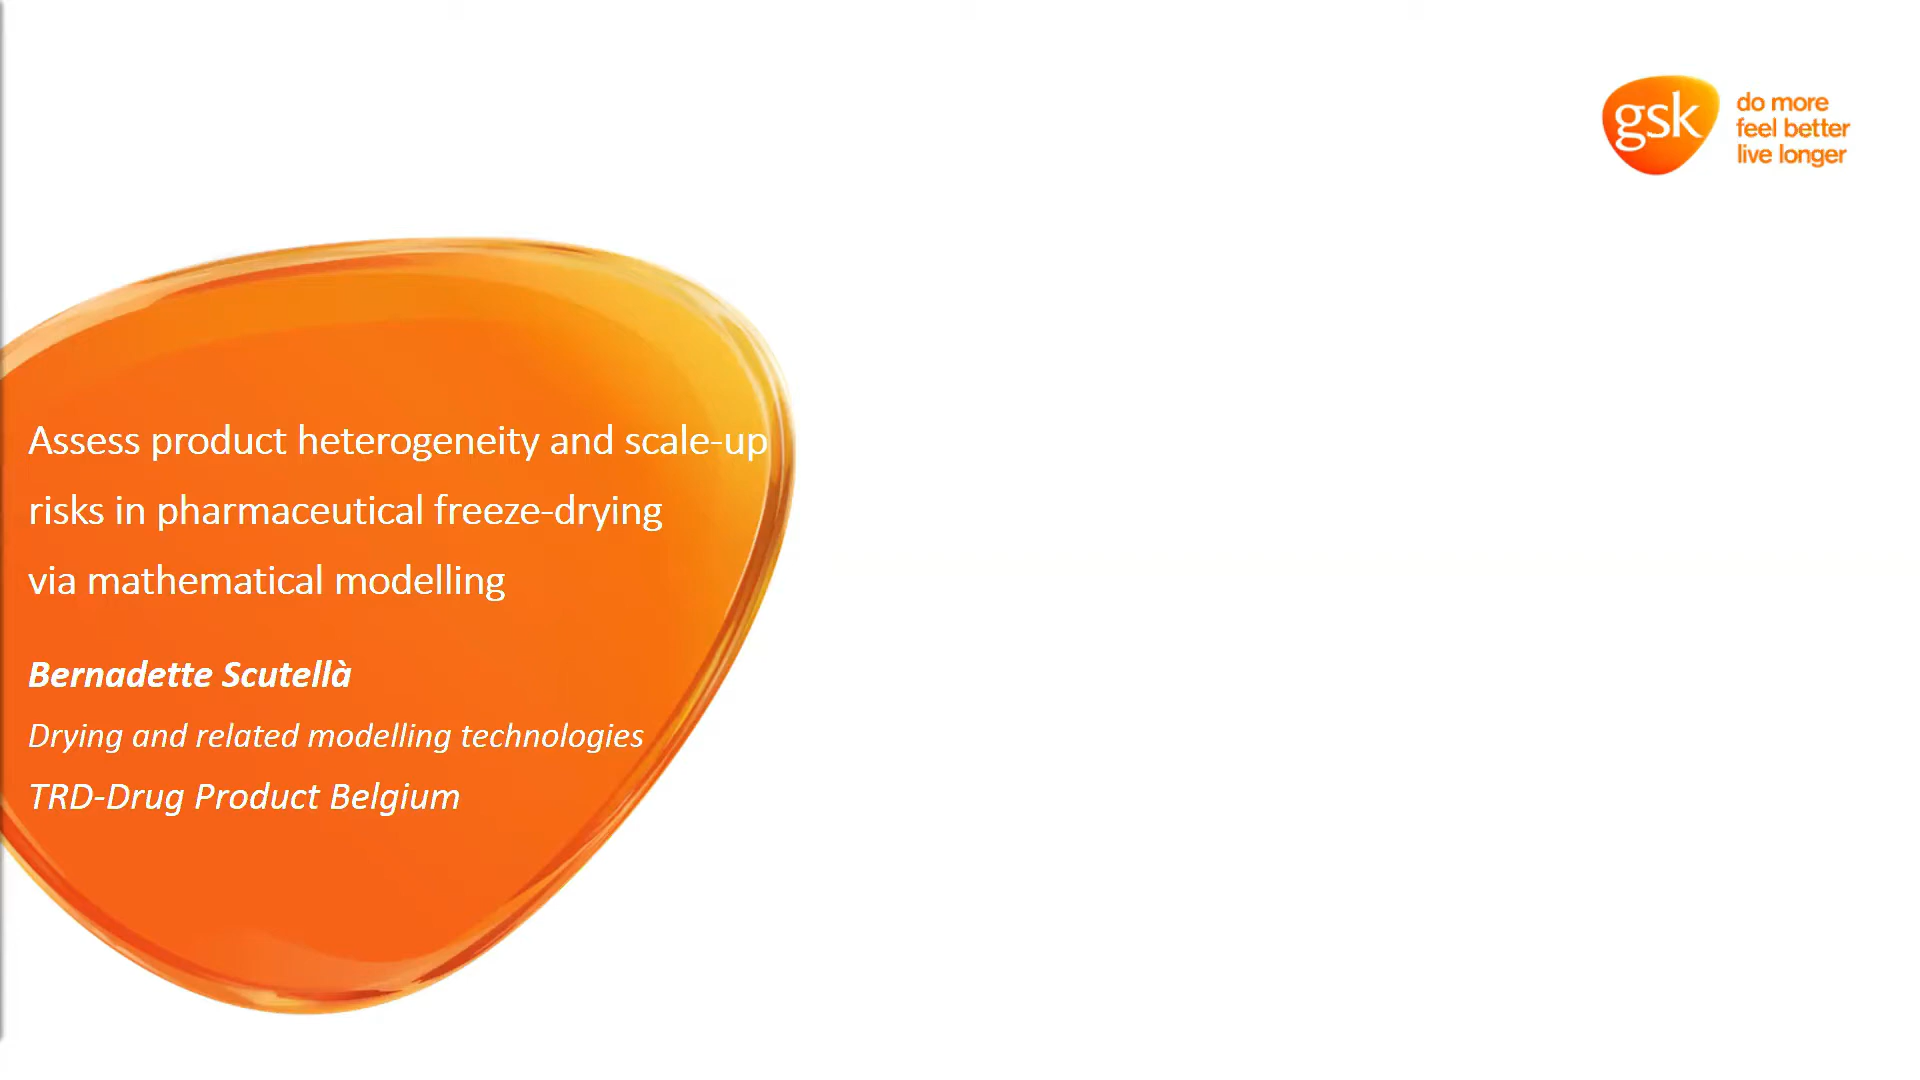 gsk
do more
feel better
live longer
Assess product heterogeneity and scale-up
risks in pharmaceutical freeze-drying
via mathematical modelling
Bernadette Scutellà
Drying and related modelling technologies
TRD-Drug Product Belgium